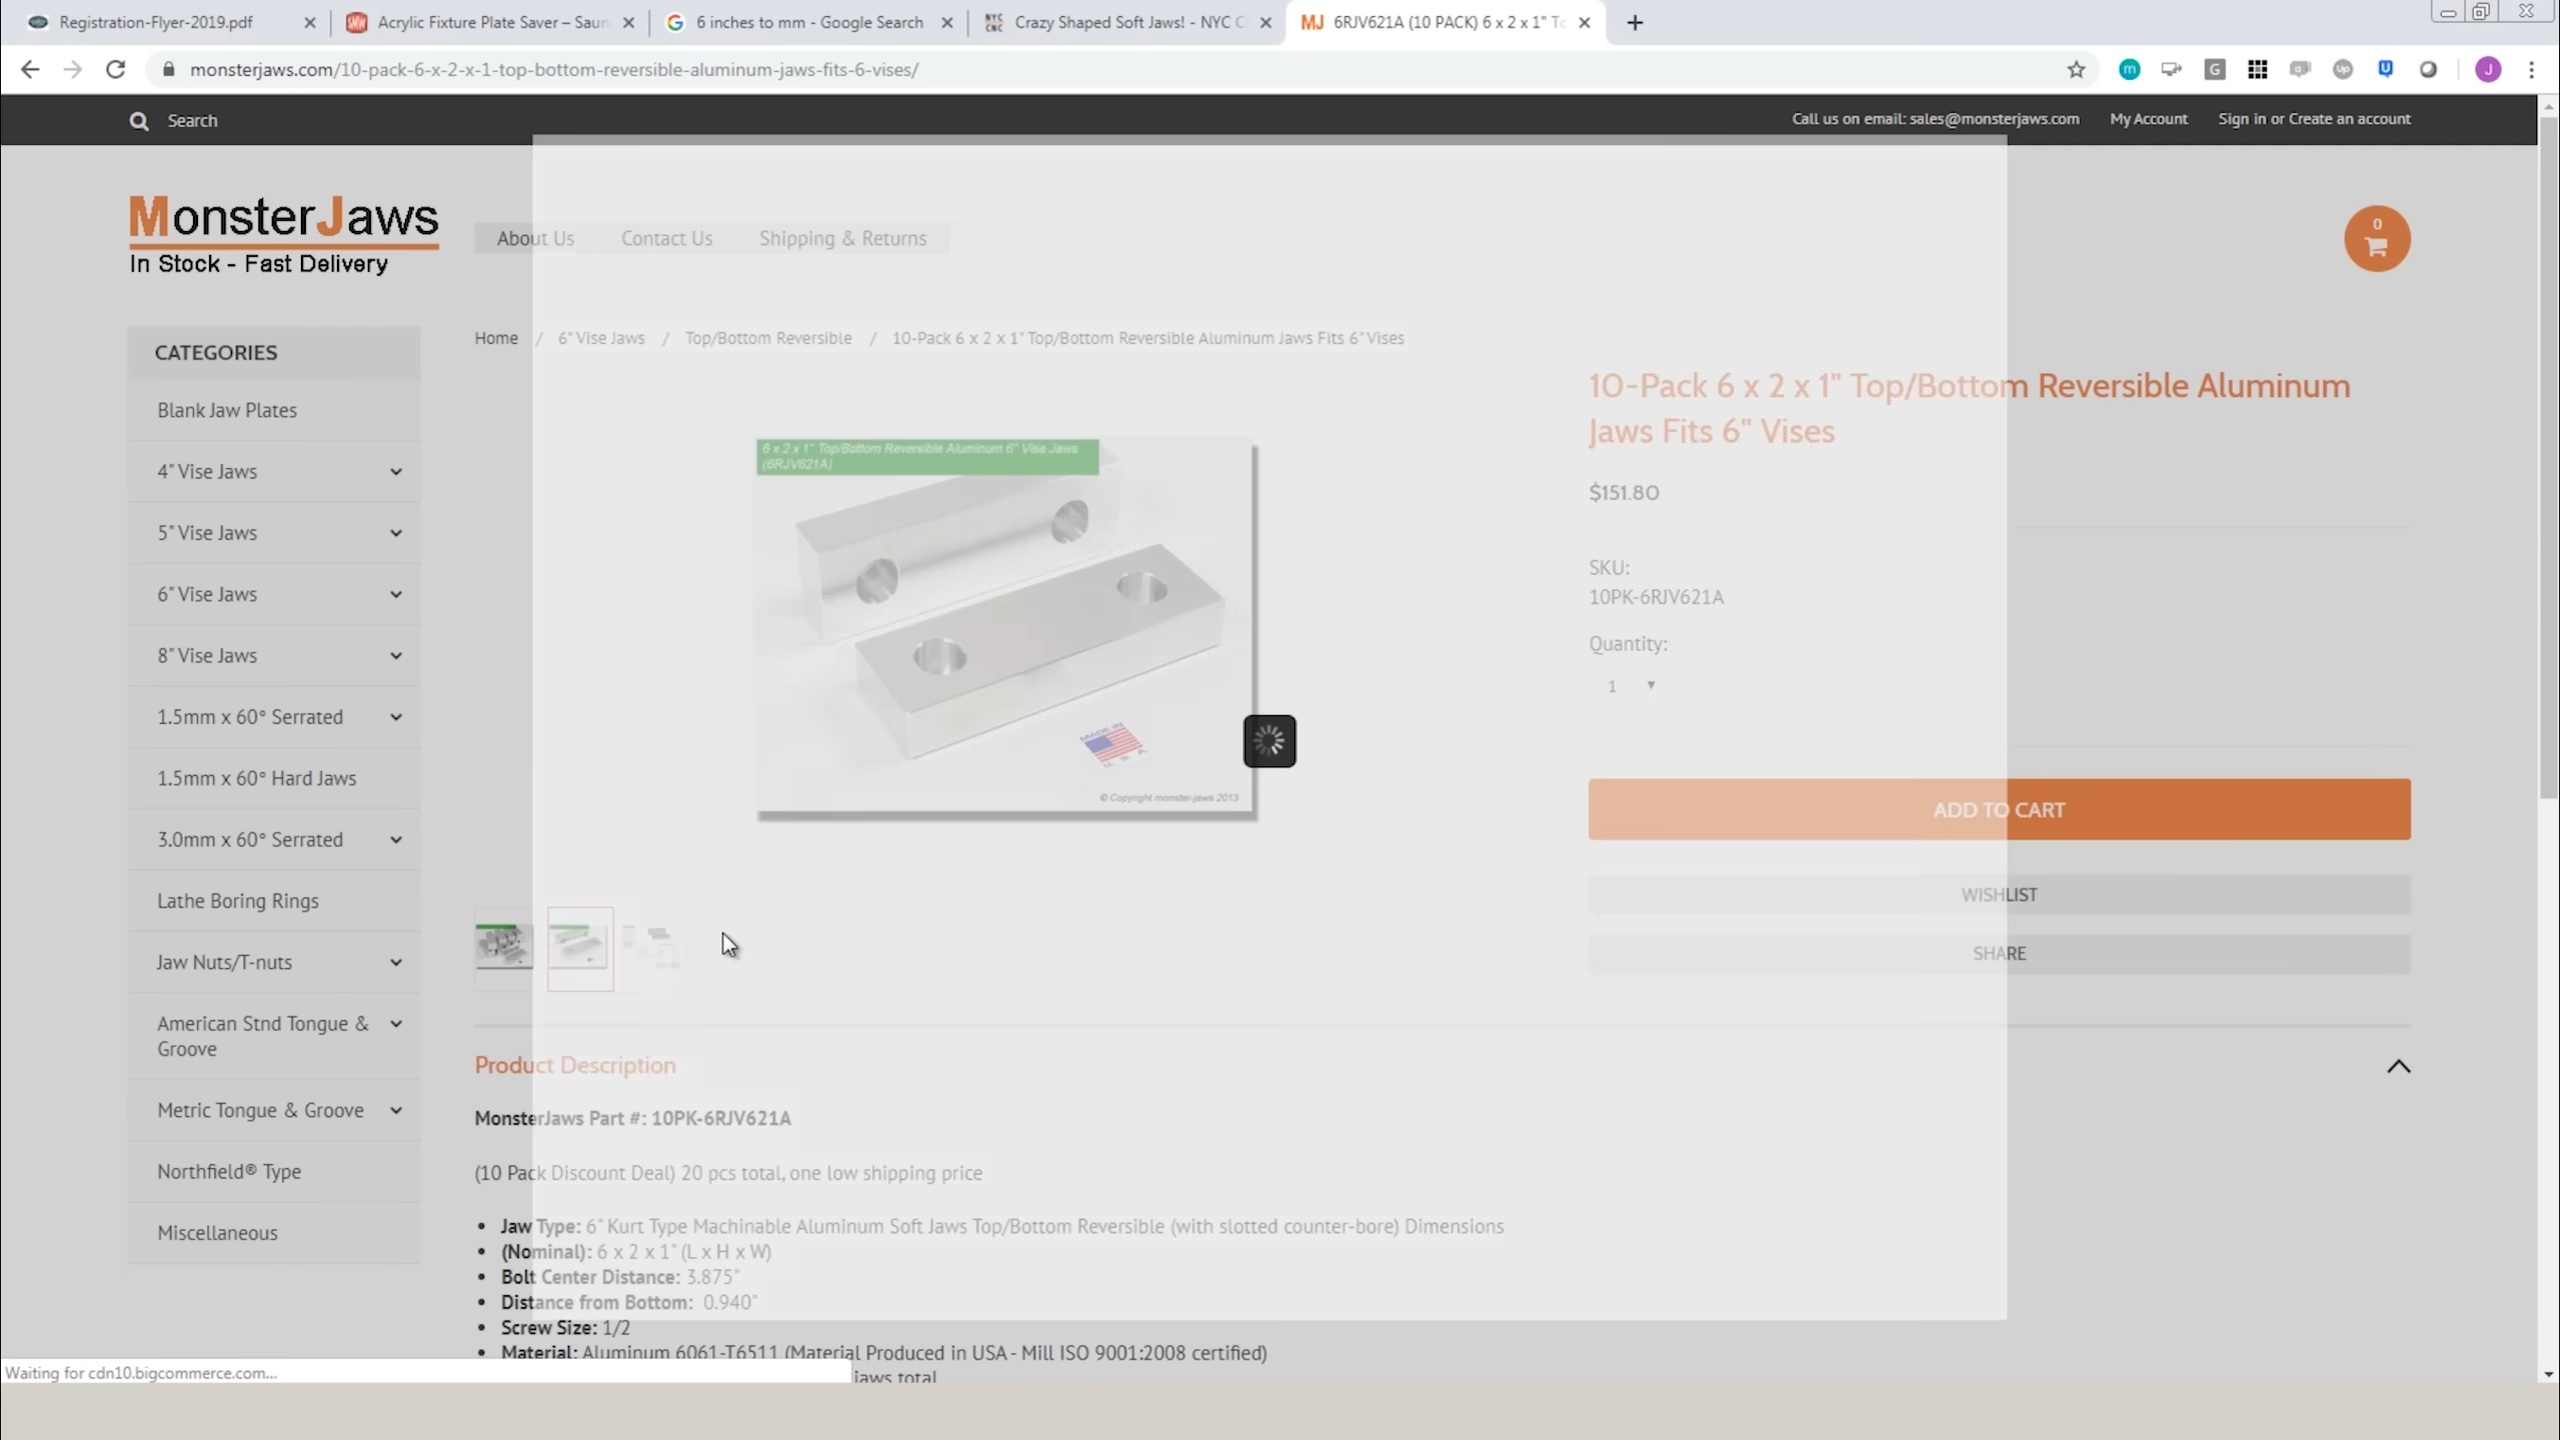 Registration-Flyer-2019.pdf
Acrylic Fixture Plate Saver – Saun
6 inches to mm - Google Search
Crazy Shaped Soft Jaws! - NYC C
MJ 6RJV621A (10 PACK) 6 x 2 x 1" To
monsterjaws.com/10-pack-6-x-2-x-1-top-bottom-reversible-aluminum-jaws-fits-6-vises/
Search
Call us on email: sales@monsterjaws.com
My Account
Sign in or Create an account
MonsterJaws
In Stock - Fast Delivery
About Us
Contact Us
Shipping & Returns
0
CATEGORIES
Blank Jaw Plates
4" Vise Jaws
5" Vise Jaws
6" Vise Jaws
8" Vise Jaws
1.5mm x 60° Serrated
1.5mm x 60° Hard Jaws
3.0mm x 60° Serrated
Lathe Boring Rings
Jaw Nuts/T-nuts
American Stnd Tongue &
Groove
Metric Tongue & Groove
Northfield® Type
Miscellaneous
Home / 6" Vise Jaws / Top/Bottom Reversible / 10-Pack 6 x 2 x 1" Top/Bottom Reversible Aluminum Jaws Fits 6" Vises
6 x 2 x 1" Top/Bottom Reversible Aluminum 6" Vise Jaws
(6RJV621A)
MADE IN
U.S.A
© Copyright monster-jaws 2013
10-Pack 6 x 2 x 1" Top/Bottom Reversible Aluminum
Jaws Fits 6" Vises
$151.80
SKU:
10PK-6RJV621A
Quantity:
1
ADD TO CART
WISHLIST
SHARE
Product Description
MonsterJaws Part #: 10PK-6RJV621A
(10 Pack Discount Deal) 20 pcs total, one low shipping price
• Jaw Type: 6" Kurt Type Machinable Aluminum Soft Jaws Top/Bottom Reversible (with slotted counter-bore) Dimensions
• (Nominal): 6 x 2 x 1" (L x H x W)
• Bolt Center Distance: 3.875"
• Distance from Bottom: 0.940"
• Screw Size: 1/2
• Material: Aluminum 6061-T6511 (Material Produced in USA - Mill ISO 9001:2008 certified)
jaws total
Waiting for cdn10.bigcommerce.com...